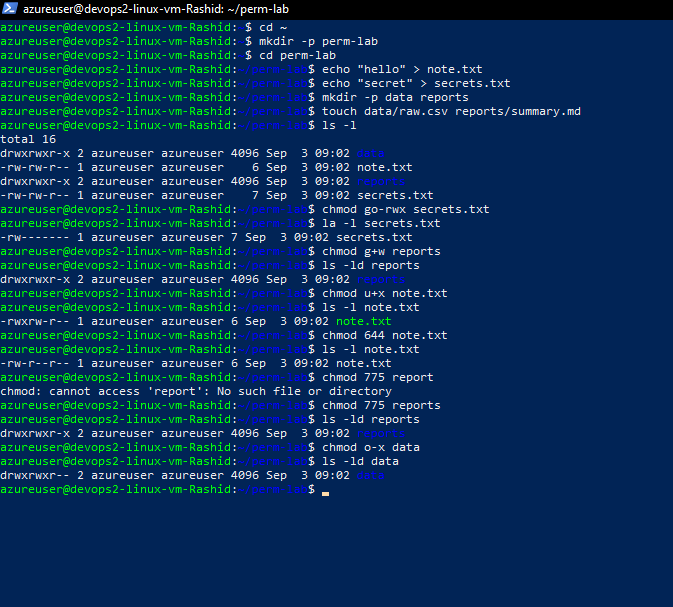 azureuser@devops2-linux-vm-Rashid: ~/perm-lab
azureuser@devops2-linux-vm-Rashid:~$ cd ~
azureuser@devops2-linux-vm-Rashid:~$ mkdir -p perm-lab
azureuser@devops2-linux-vm-Rashid:~$ cd perm-lab
azureuser@devops2-linux-vm-Rashid:~/perm-lab$ echo "hello" > note.txt
azureuser@devops2-linux-vm-Rashid:~/perm-lab$ echo "secret" > secrets.txt
azureuser@devops2-linux-vm-Rashid:~/perm-lab$ mkdir -p data reports
azureuser@devops2-linux-vm-Rashid:~/perm-lab$ touch data/raw.csv reports/summary.md
azureuser@devops2-linux-vm-Rashid:~/perm-lab$ ls -l
total 16
drwxrwxr-x 2 azureuser azureuser 4096 Sep  3 09:02 data
-rw-rw-r-- 1 azureuser azureuser    6 Sep  3 09:02 note.txt
drwxrwxr-x 2 azureuser azureuser 4096 Sep  3 09:02 reports
-rw-rw-r-- 1 azureuser azureuser    7 Sep  3 09:02 secrets.txt
azureuser@devops2-linux-vm-Rashid:~/perm-lab$ chmod go-rwx secrets.txt
azureuser@devops2-linux-vm-Rashid:~/perm-lab$ la -l secrets.txt
-rw------- 1 azureuser azureuser 7 Sep  3 09:02 secrets.txt
azureuser@devops2-linux-vm-Rashid:~/perm-lab$ chmod g+w reports
azureuser@devops2-linux-vm-Rashid:~/perm-lab$ ls -ld reports
drwxrwxr-x 2 azureuser azureuser 4096 Sep  3 09:02 reports
azureuser@devops2-linux-vm-Rashid:~/perm-lab$ chmod u+x note.txt
azureuser@devops2-linux-vm-Rashid:~/perm-lab$ ls -l note.txt
-rwxrw-r-- 1 azureuser azureuser 6 Sep  3 09:02 note.txt
azureuser@devops2-linux-vm-Rashid:~/perm-lab$ chmod 644 note.txt
azureuser@devops2-linux-vm-Rashid:~/perm-lab$ ls -l note.txt
-rw-r--r-- 1 azureuser azureuser 6 Sep  3 09:02 note.txt
azureuser@devops2-linux-vm-Rashid:~/perm-lab$ chmod 775 report
chmod: cannot access 'report': No such file or directory
azureuser@devops2-linux-vm-Rashid:~/perm-lab$ chmod 775 reports
azureuser@devops2-linux-vm-Rashid:~/perm-lab$ ls -ld reports
drwxrwxr-x 2 azureuser azureuser 4096 Sep  3 09:02 reports
azureuser@devops2-linux-vm-Rashid:~/perm-lab$ chmod o-x data
azureuser@devops2-linux-vm-Rashid:~/perm-lab$ ls -ld data
drwxrwxr-- 2 azureuser azureuser 4096 Sep  3 09:02 data
azureuser@devops2-linux-vm-Rashid:~/perm-lab$